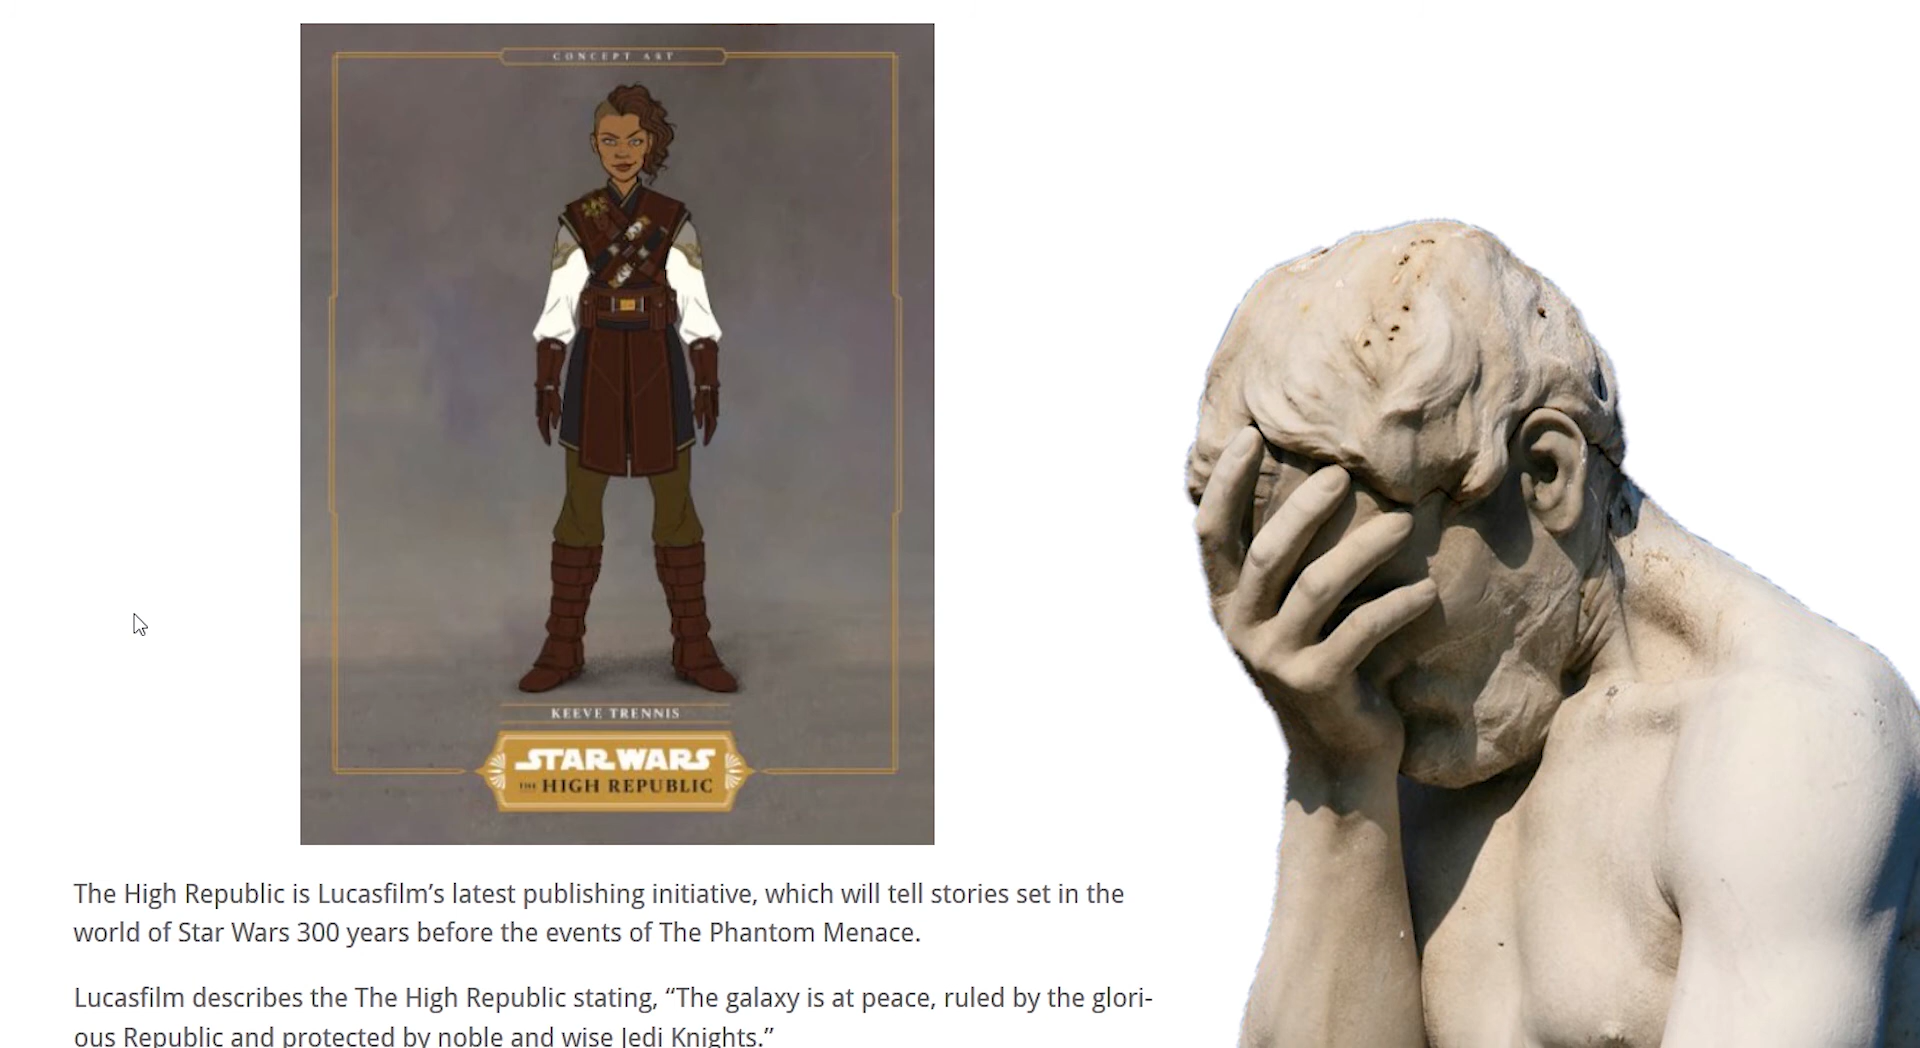 CONCEPT ART
KEEVE TRENNIS
STAR WARS
THE HIGH REPUBLIC
The High Republic is Lucasfilm’s latest publishing initiative, which will tell stories set in the
world of Star Wars 300 years before the events of The Phantom Menace.
Lucasfilm describes the The High Republic stating, “The galaxy is at peace, ruled by the glori-
ous Republic and protected by noble and wise Jedi Knights.”